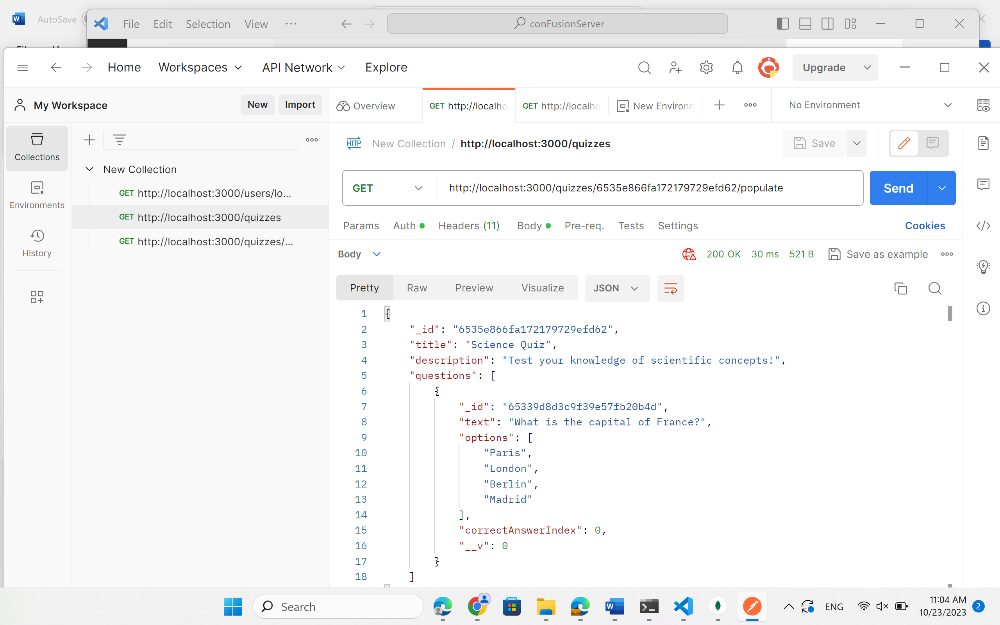 AutoSave
File Edit Selection View ...
conFusionServer
Home Workspaces API Network Explore
Upgrade
My Workspace New Import
Overview GET http://localho GET http://localho New Environn No Environment
Collections
New Collection / http://localhost:3000/quizzes Save
New Collection
GET http://localhost:3000/quizzes/6535e866fa172179729efd62/populate Send
GET http://localhost:3000/users/lo...
Environments
GET http://localhost:3000/quizzes
Params Auth Headers (11) Body Pre-req. Tests Settings Cookies
GET http://localhost:3000/quizzes/...
History
Body 200 OK 30 ms 521 B Save as example
Pretty Raw Preview Visualize JSON
1 {
2 "_id": "6535e866fa172179729efd62",
3 "title": "Science Quiz",
4 "description": "Test your knowledge of scientific concepts!",
5 "questions": [
6 {
7 "_id": "65339d8d3c9f39e57fb20b4d",
8 "text": "What is the capital of France?",
9 "options": [
10 "Paris",
11 "London",
12 "Berlin",
13 "Madrid"
14 ],
15 "correctAnswerIndex": 0,
16 "__v": 0
17 }
18 ]
Search
ENG
11:04 AM
10/23/2023
2